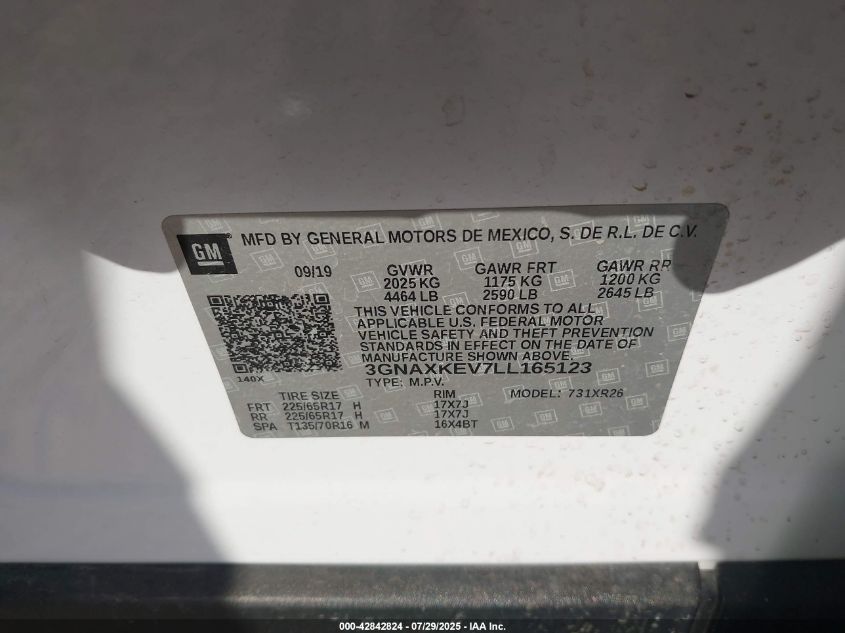 GM
MFD BY GENERAL MOTORS DE MEXICO, S. DE R.L. DE C.V.
09/19 GVWR GAWR FRT GAWR RR
2025 KG 1175 KG 1200 KG
4464 LB 2590 LB 2645 LB
THIS VEHICLE CONFORMS TO ALL
APPLICABLE U.S. FEDERAL MOTOR
VEHICLE SAFETY AND THEFT PREVENTION
STANDARDS IN EFFECT ON THE DATE OF
MANUFACTURE SHOWN ABOVE.
3GNAXKEV7LL165123
140X
TYPE: M.P.V.
TIRE SIZE RIM MODEL: 731XR26
FRT 225/65R17 H 17X7J
RR 225/65R17 H 17X7J
SPA T135/70R16 M 16X4BT
000-42842824 - 07/29/2025 - IAA Inc.